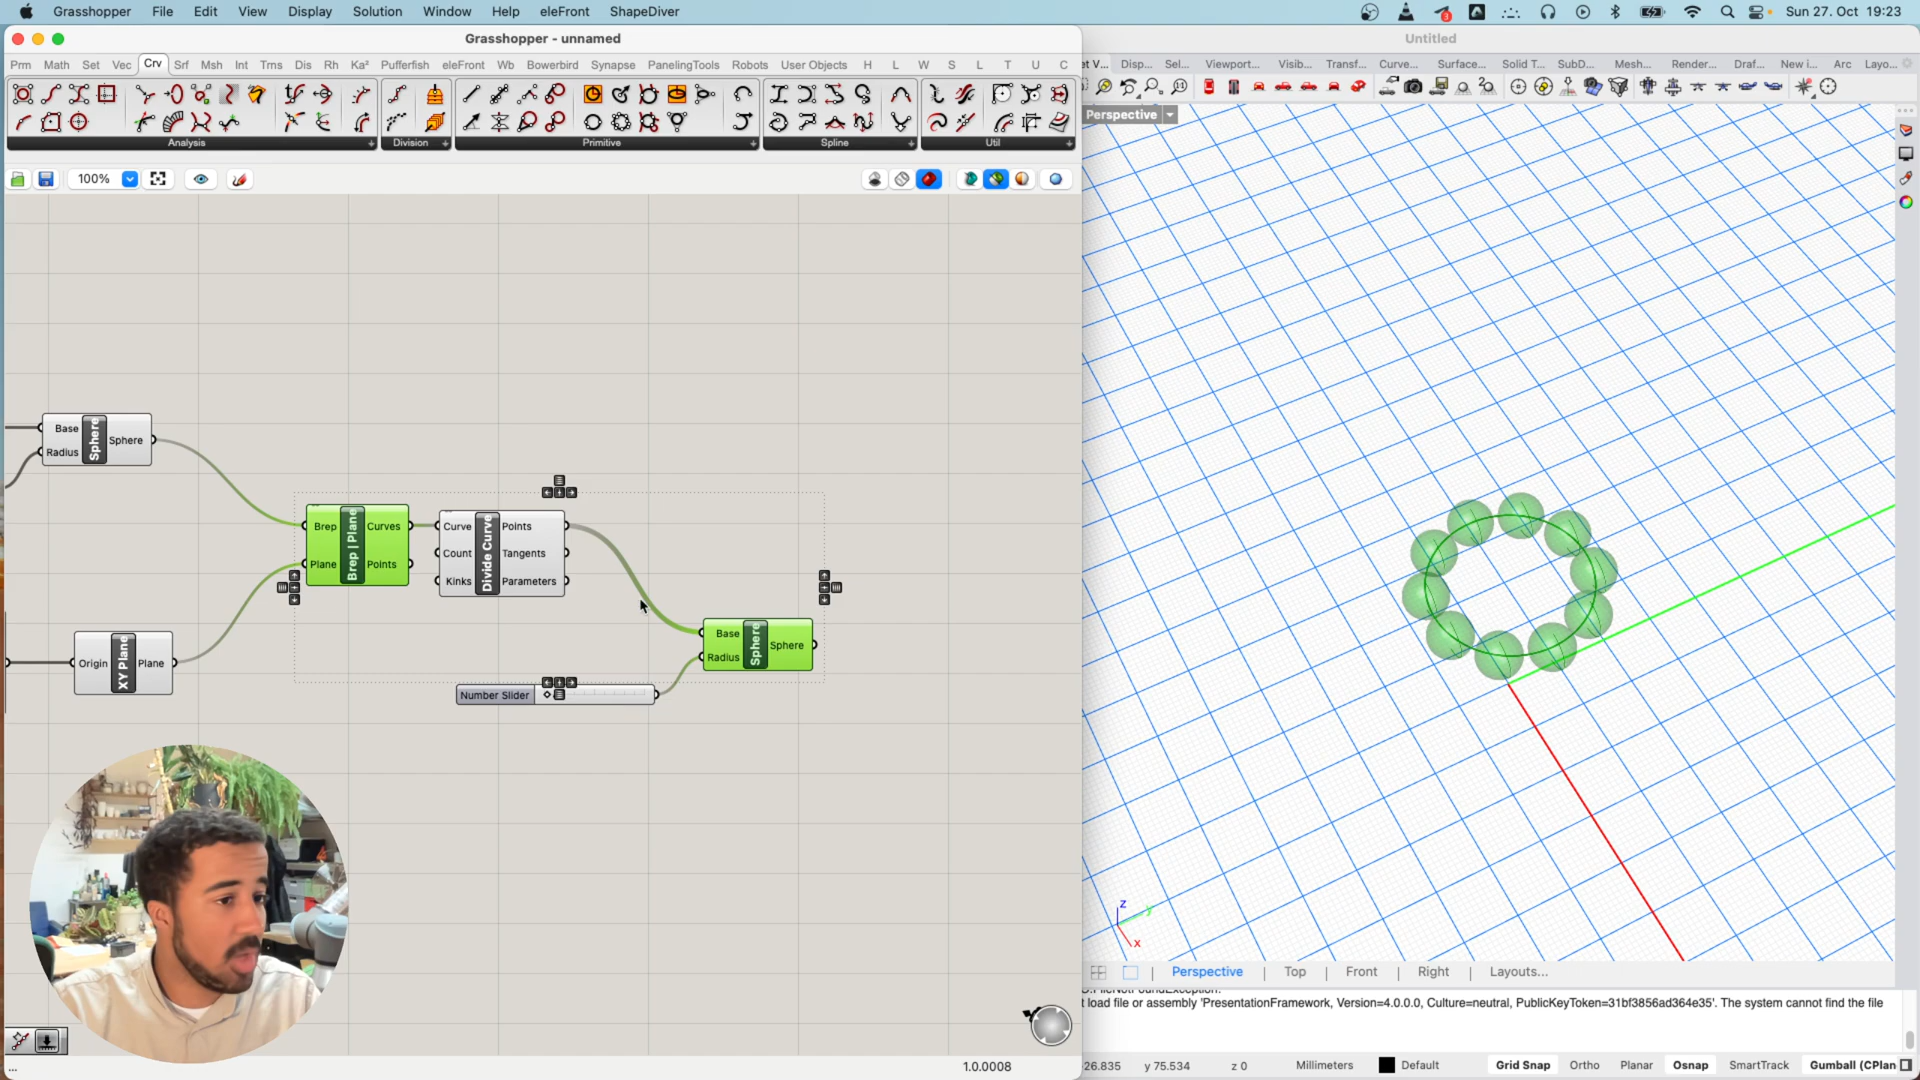 Grasshopper File Edit View Display Solution Window Help eleFront ShapeDiver
3
Sun 27. Oct 19:23
Grasshopper - unnamed
Untitled
Prm Math Set Vec Crv Srf Msh Int Trns Dis Rh Ka² Pufferfish eleFront Wb Bowerbird Synapse PanelingTools Robots User Objects H L W S L T U C
et V... Disp... Sel... Viewport... Visib... Transf... Curve... Surface... Solid T... SubD... Mesh... Render... Draf... New i... Arc Layo...
Analysis Division Primitive Spline Util
Perspective
100%
Base
Radius
Sphere
Sphere
Brep
Plane
Brep | Plane
Curves
Points
Curve
Count
Kinks
Divide Curve
Points
Tangents
Parameters
Base
Radius
Sphere
Sphere
Origin
XY Plane
Plane
Number Slider
z
y
x
Perspective Top Front Right Layouts...
t load file or assembly 'PresentationFramework, Version=4.0.0.0, Culture=neutral, PublicKeyToken=31bf3856ad364e35'. The system cannot find the file
...
1.0.0008
26.835 y 75.534 z 0 Millimeters Default Grid Snap Ortho Planar Osnap SmartTrack Gumball (CPlan